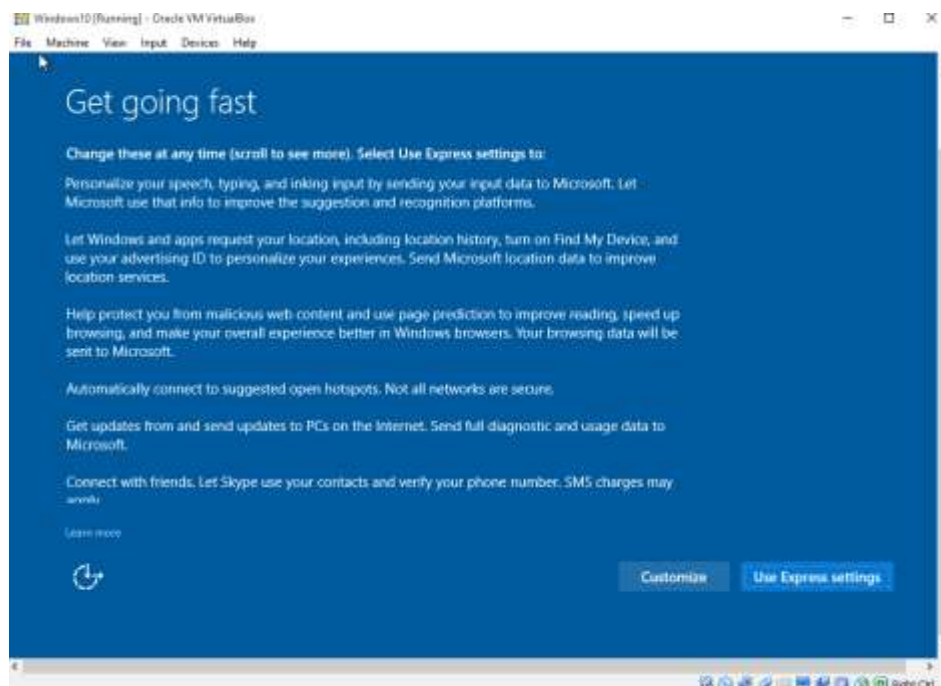 Windows10 [Running] - Oracle VM VirtualBox
File Machine View Input Devices Help
Get going fast
Change these at any time (scroll to see more). Select Use Express settings to:
Personalize your speech, typing, and inking input by sending your input data to Microsoft. Let
Microsoft use that info to improve the suggestion and recognition platforms.
Let Windows and apps request your location, including location history, turn on Find My Device, and
use your advertising ID to personalize your experiences. Send Microsoft location data to improve
location services.
Help protect you from malicious web content and use page prediction to improve reading, speed up
browsing, and make your overall experience better in Windows browsers. Your browsing data will be
sent to Microsoft.
Automatically connect to suggested open hotspots. Not all networks are secure.
Get updates from and send updates to PCs on the Internet. Send full diagnostic and usage data to
Microsoft.
Connect with friends. Let Skype use your contacts and verify your phone number. SMS charges may
apply.
Learn more
Customize Use Express settings
Right Ctrl